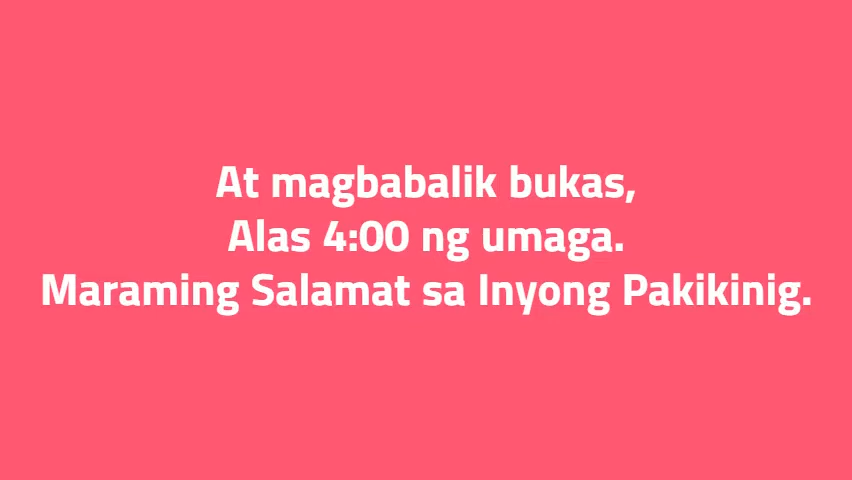 At magbabalik bukas,
Alas 4:00 ng umaga.
Maraming Salamat sa Inyong Pakikinig.